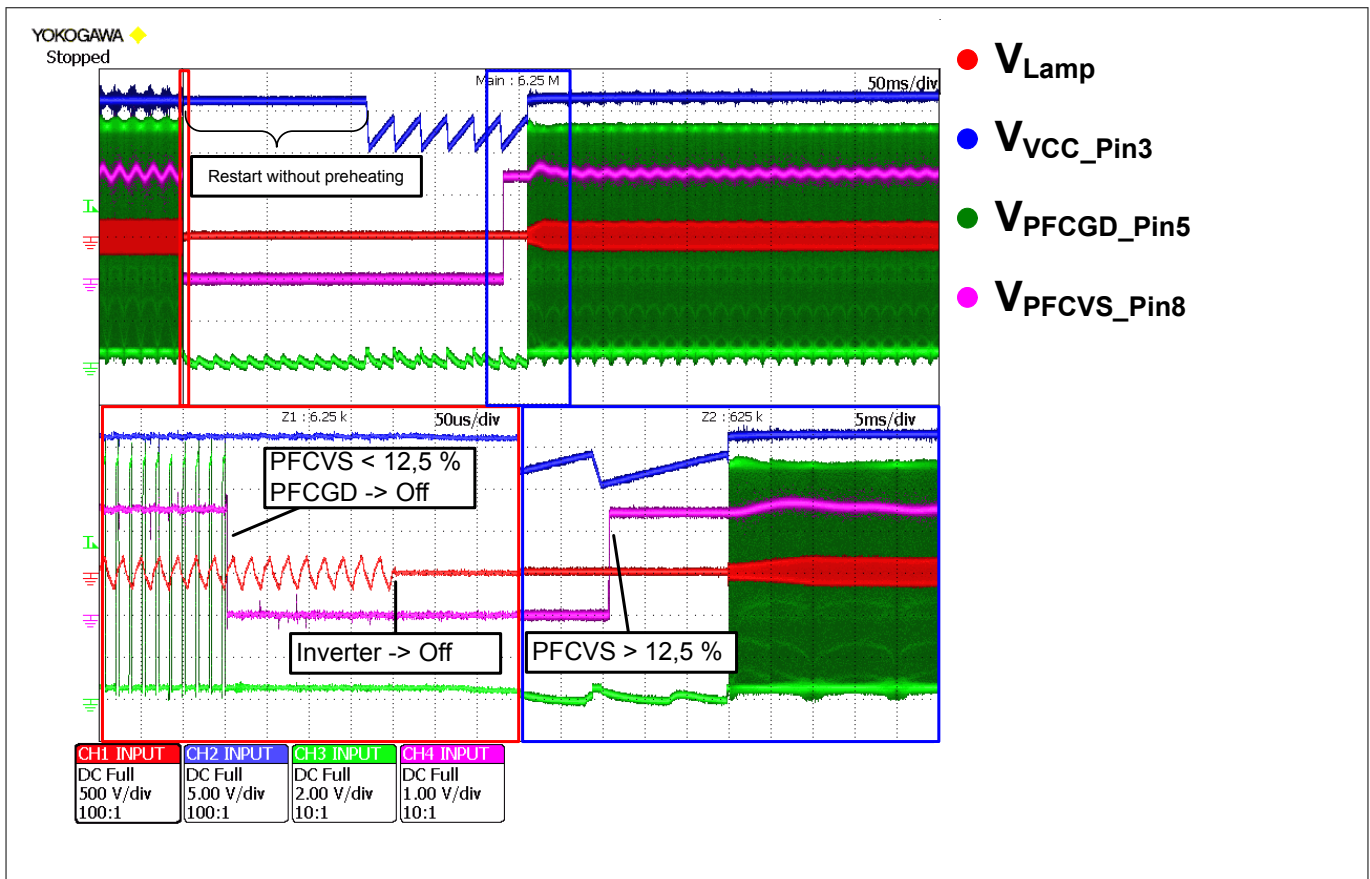 YOKOGAWA
Stopped
Main : 6.25 M
50ms/div
Restart without preheating
Z1 : 6.25 k
50us/div
Z2 : 625 k
5ms/div
PFCVS < 12,5 %
PFCGD -> Off
Inverter -> Off
PFCVS > 12,5 %
CH1 INPUT
DC Full
500 V/div
100:1
CH2 INPUT
DC Full
5.00 V/div
100:1
CH3 INPUT
DC Full
2.00 V/div
10:1
CH4 INPUT
DC Full
1.00 V/div
10:1
VLamp
VVCC_Pin3
VPFCGD_Pin5
VPFCVS_Pin8